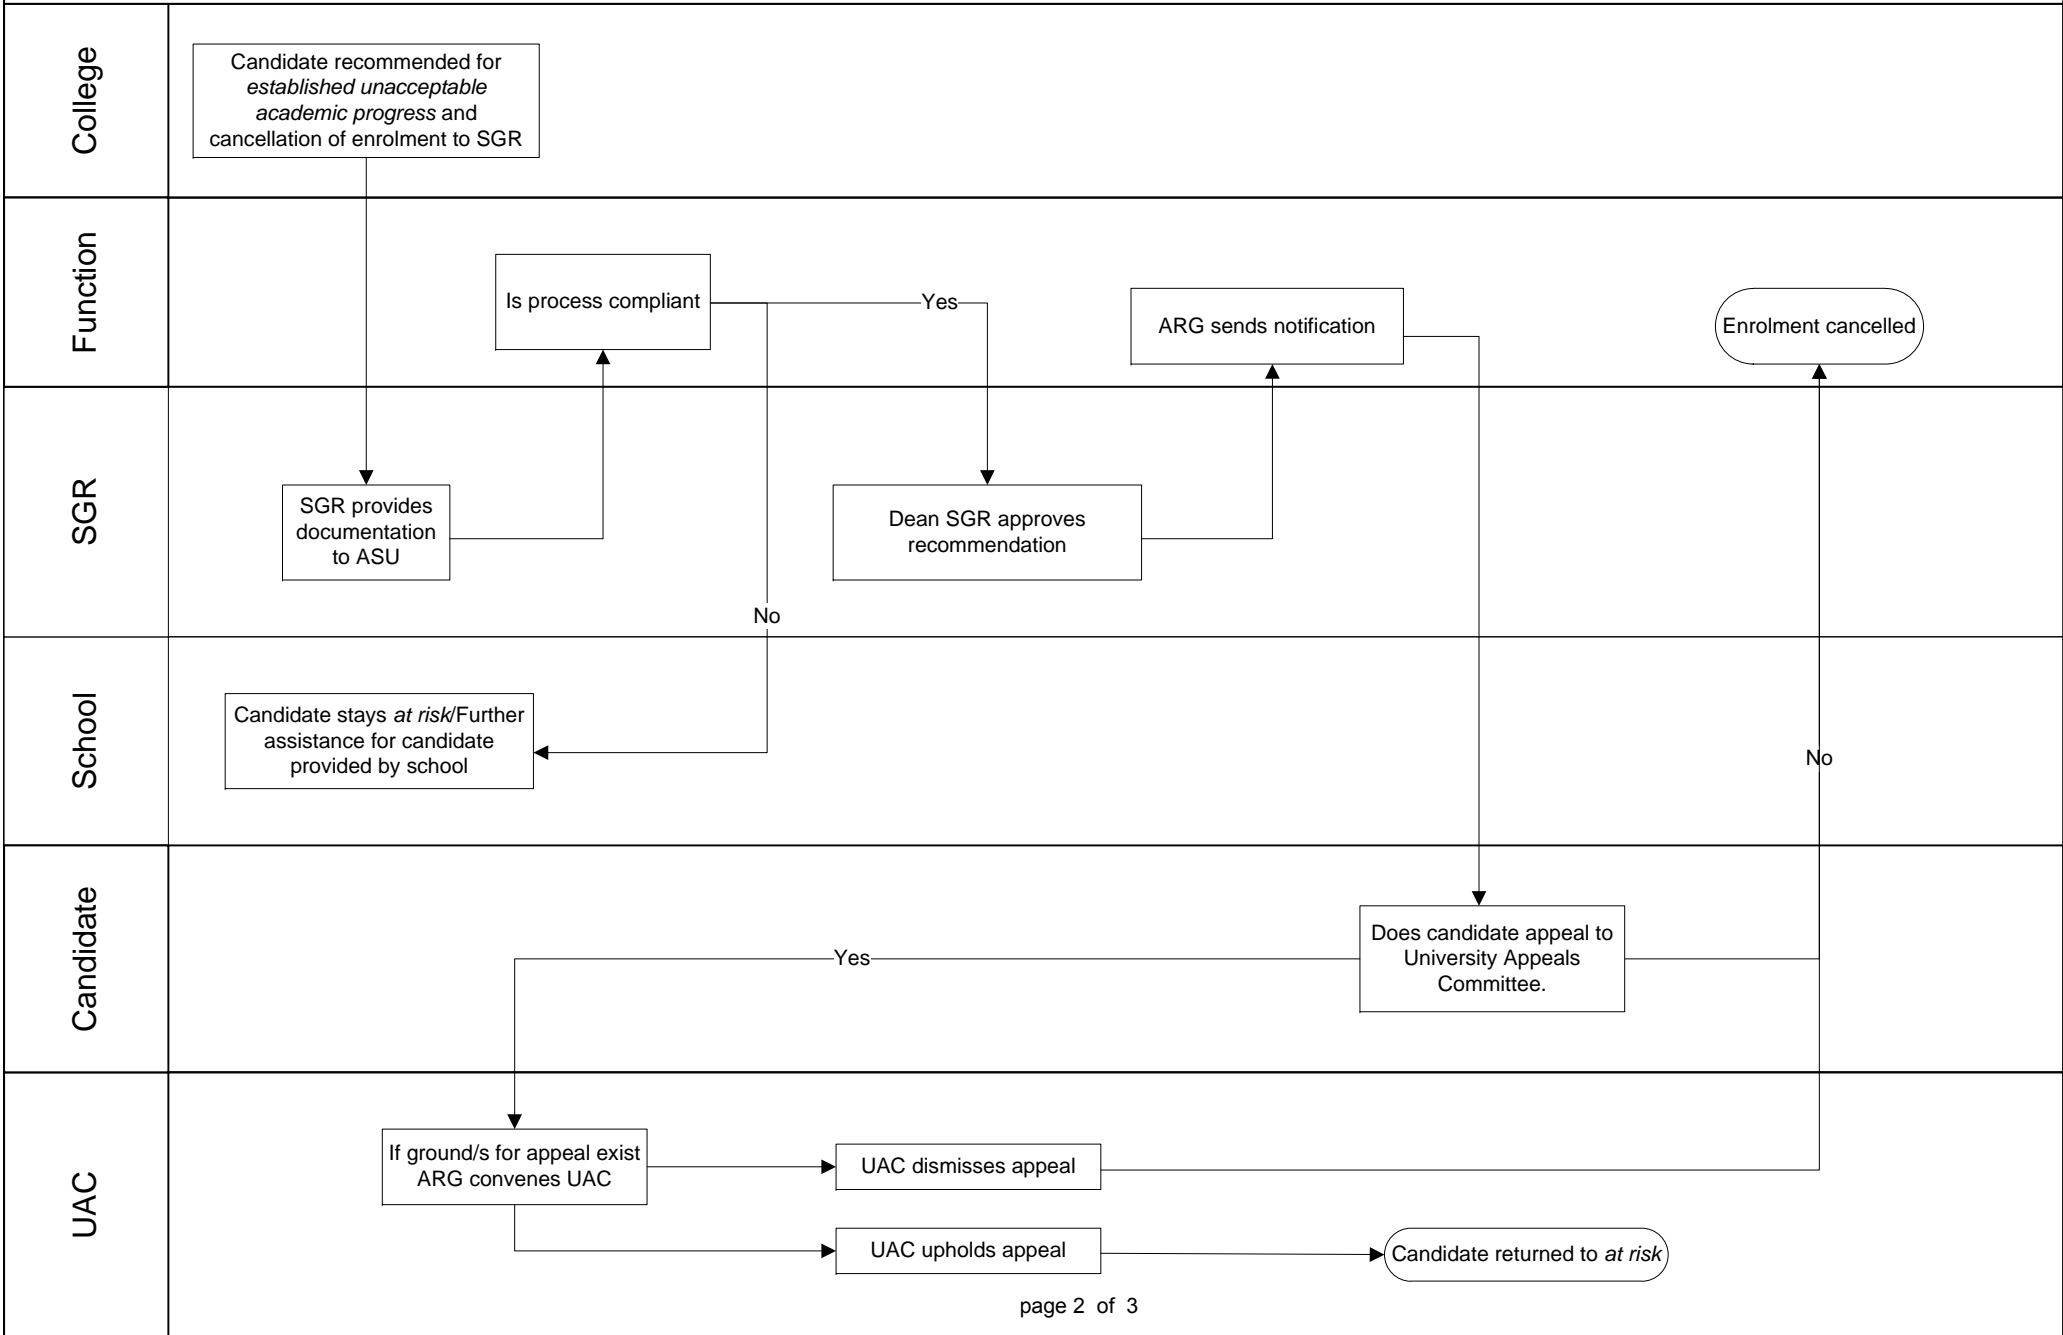 College
Candidate recommended for
established unacceptable
academic progress and
cancellation of enrolment to SGR
Function
Is process compliant
Yes
ARG sends notification
Enrolment cancelled
SGR
SGR provides
documentation
to ASU
Dean SGR approves
recommendation
No
School
Candidate stays at risk/Further
assistance for candidate
provided by school
No
Candidate
Yes
Does candidate appeal to
University Appeals
Committee.
UAC
If ground/s for appeal exist
ARG convenes UAC
UAC dismisses appeal
UAC upholds appeal
Candidate returned to at risk
page 2 of 3